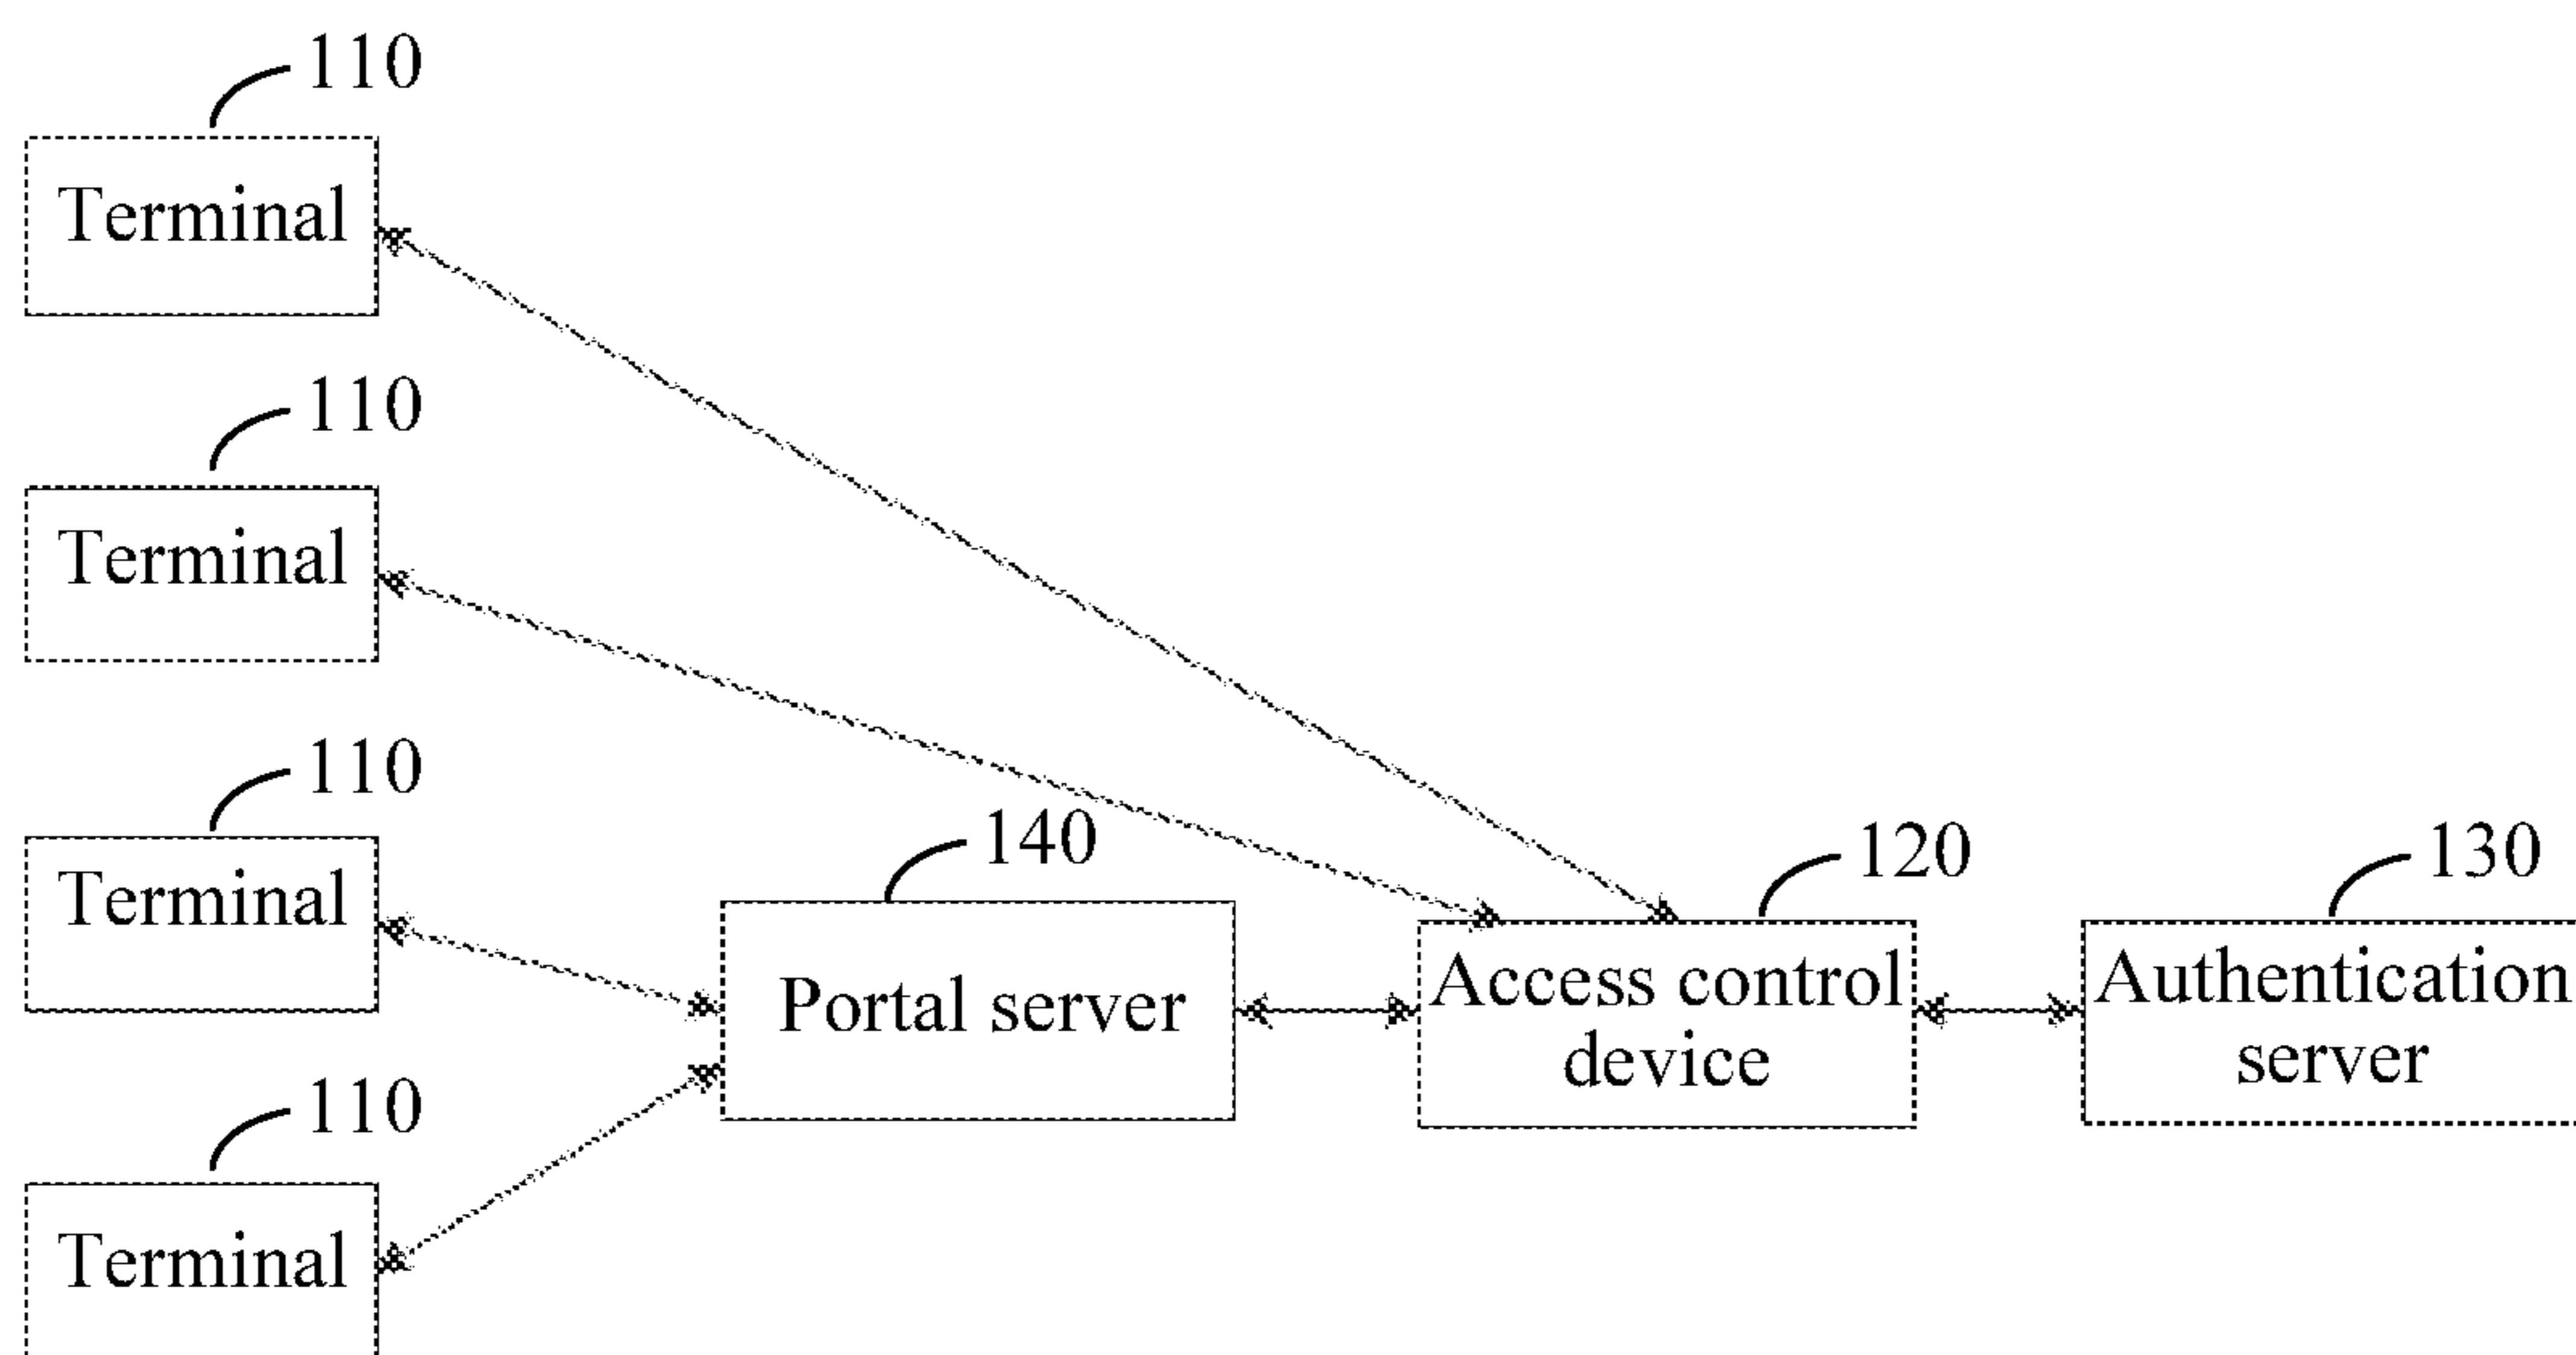 110
Terminal
110
Terminal
110
Terminal
140
Portal server
120
Access control
device
130
Authentication
server
110
Terminal